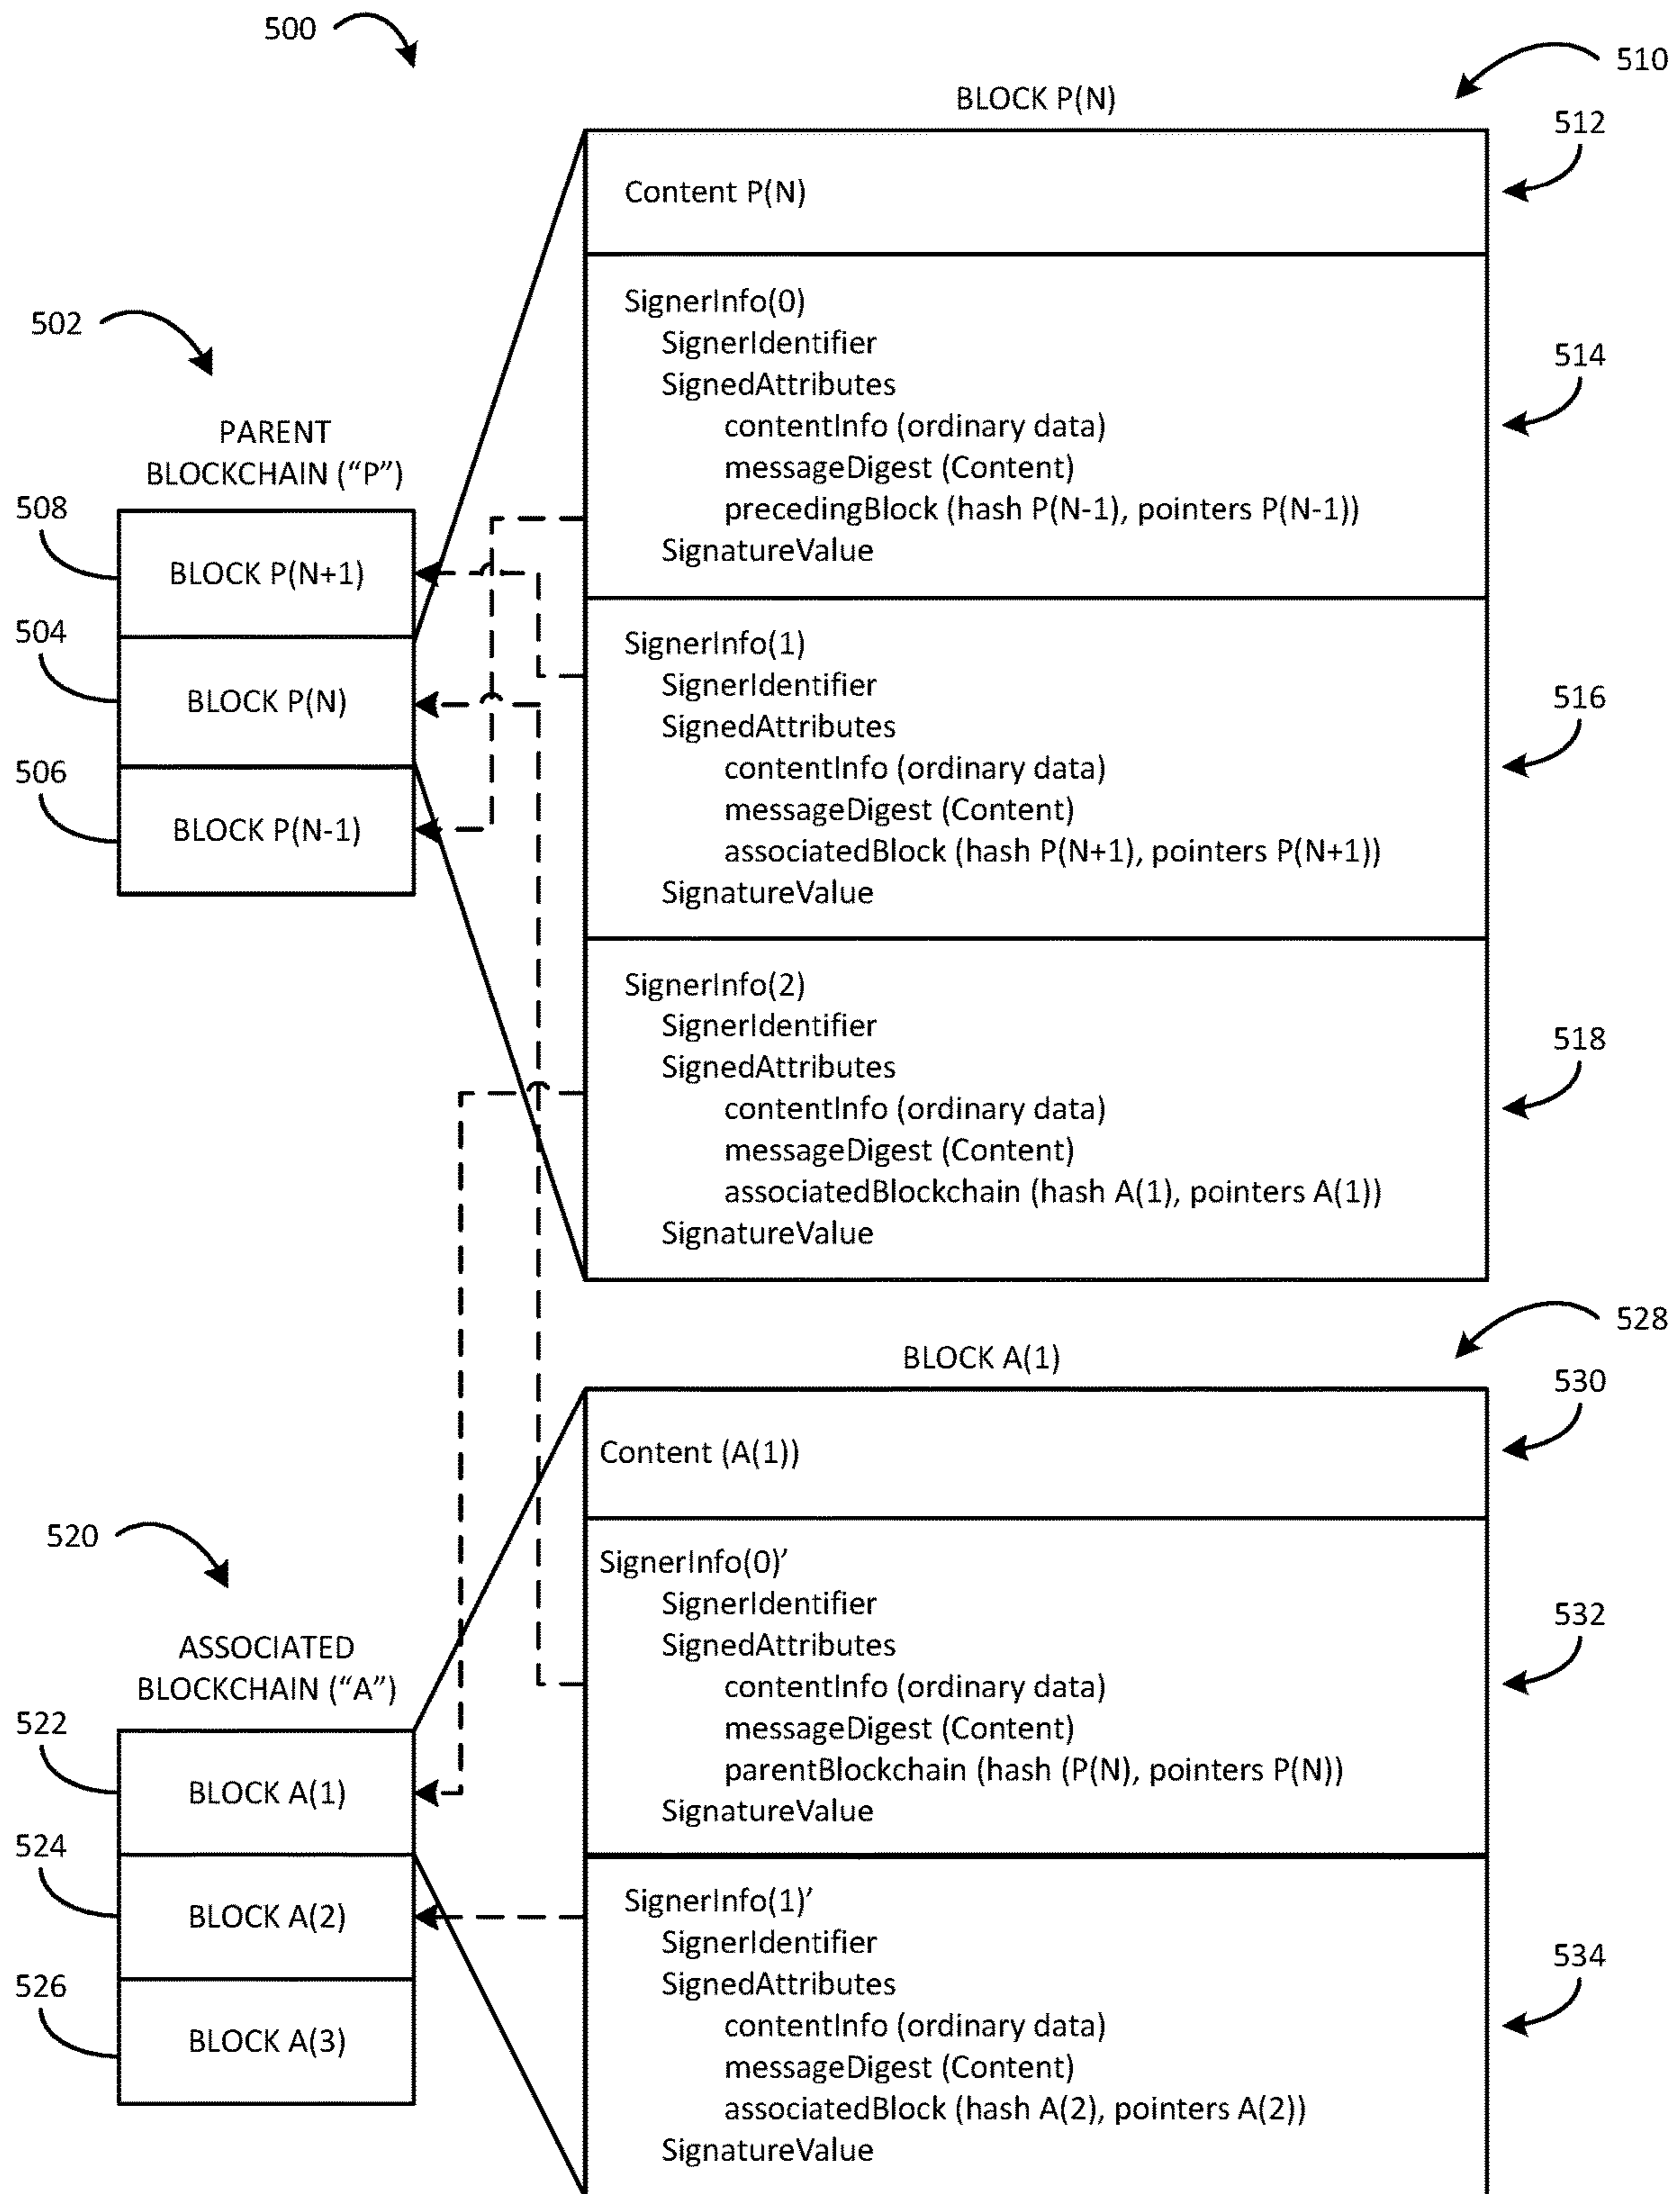 500
510
BLOCK P(N)
512
Content P(N)
SignerInfo(0)
SignerIdentifier
SignedAttributes
contentInfo (ordinary data)
messageDigest (Content)
precedingBlock (hash P(N-1), pointers P(N-1))
SignatureValue
514
502
PARENT
BLOCKCHAIN (“P”)
508
BLOCK P(N+1)
504
BLOCK P(N)
506
BLOCK P(N-1)
SignerInfo(1)
SignerIdentifier
SignedAttributes
contentInfo (ordinary data)
messageDigest (Content)
associatedBlock (hash P(N+1), pointers P(N+1))
SignatureValue
516
SignerInfo(2)
SignerIdentifier
SignedAttributes
contentInfo (ordinary data)
messageDigest (Content)
associatedBlockchain (hash A(1), pointers A(1))
SignatureValue
518
528
BLOCK A(1)
530
Content (A(1))
520
ASSOCIATED
BLOCKCHAIN (“A”)
522
BLOCK A(1)
524
BLOCK A(2)
526
BLOCK A(3)
SignerInfo(0)’
SignerIdentifier
SignedAttributes
contentInfo (ordinary data)
messageDigest (Content)
parentBlockchain (hash (P(N), pointers P(N))
SignatureValue
532
SignerInfo(1)’
SignerIdentifier
SignedAttributes
contentInfo (ordinary data)
messageDigest (Content)
associatedBlock (hash A(2), pointers A(2))
SignatureValue
534